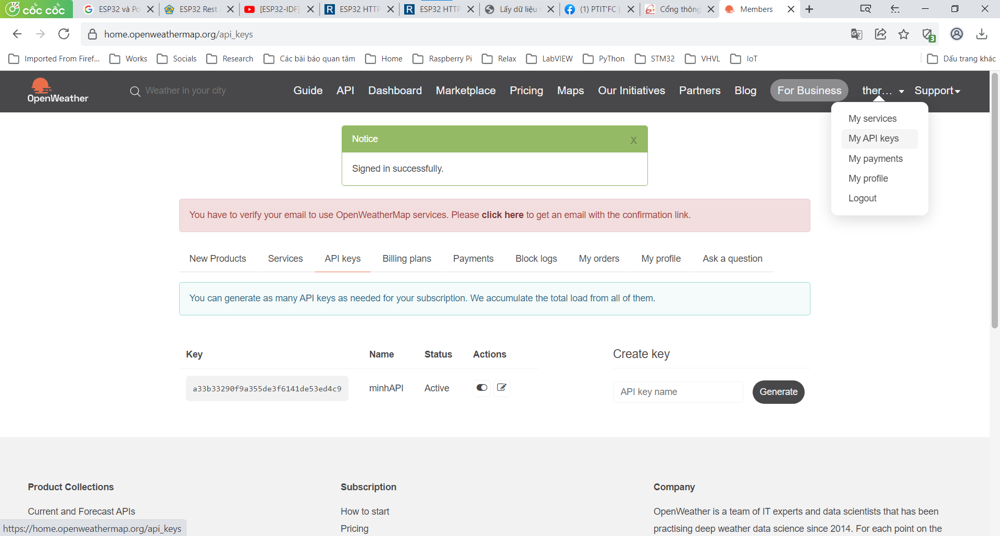 cốc cốc
ESP32 và Po
ESP32 Rest
[ESP32-IDF]
ESP32 HTTP
ESP32 HTTP
Lấy dữ liệu
(1) PTIT'FC
Cổng thông
Members
home.openweathermap.org/api_keys
3
Imported From Firef...
Works
Socials
Research
Các bài báo quan tâm
Home
Raspberry Pi
Relax
LabVIEW
PyThon
STM32
VHVL
IoT
Dấu trang khác
OpenWeather
Weather in your city
Guide
API
Dashboard
Marketplace
Pricing
Maps
Our Initiatives
Partners
Blog
For Business
ther...
Support
My services
My API keys
My payments
My profile
Logout
Notice
x
Signed in successfully.
You have to verify your email to use OpenWeatherMap services. Please click here to get an email with the confirmation link.
New Products
Services
API keys
Billing plans
Payments
Block logs
My orders
My profile
Ask a question
You can generate as many API keys as needed for your subscription. We accumulate the total load from all of them.
Key
Name
Status
Actions
a33b33290f9a355de3f6141de53ed4c9
minhAPI
Active
Create key
API key name
Generate
Product Collections
Current and Forecast APIs
Subscription
How to start
Pricing
Company
OpenWeather is a team of IT experts and data scientists that has been
practising deep weather data science since 2014. For each point on the
https://home.openweathermap.org/api_keys